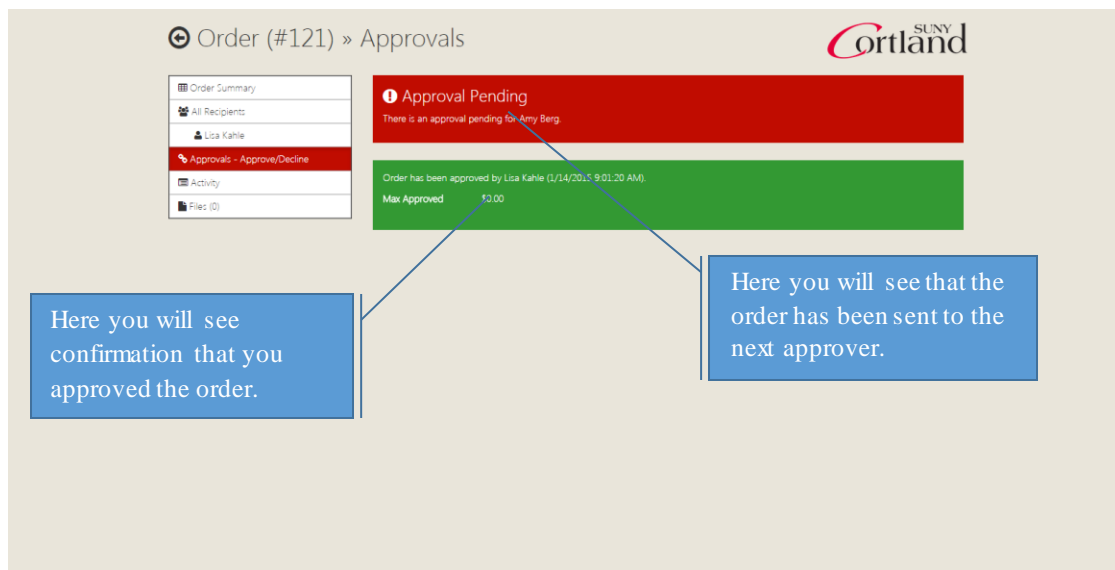 Order (#121) » Approvals
SUNY
Cortland
Order Summary
All Recipients
Lisa Kahle
Approvals - Approve/Decline
Activity
Files (0)
Approval Pending
There is an approval pending for Amy Berg.
Order has been approved by Lisa Kahle (1/14/2015 9:01:20 AM).
Max Approved $0.00
Here you will see that the
order has been sent to the
next approver.
Here you will see
confirmation that you
approved the order.